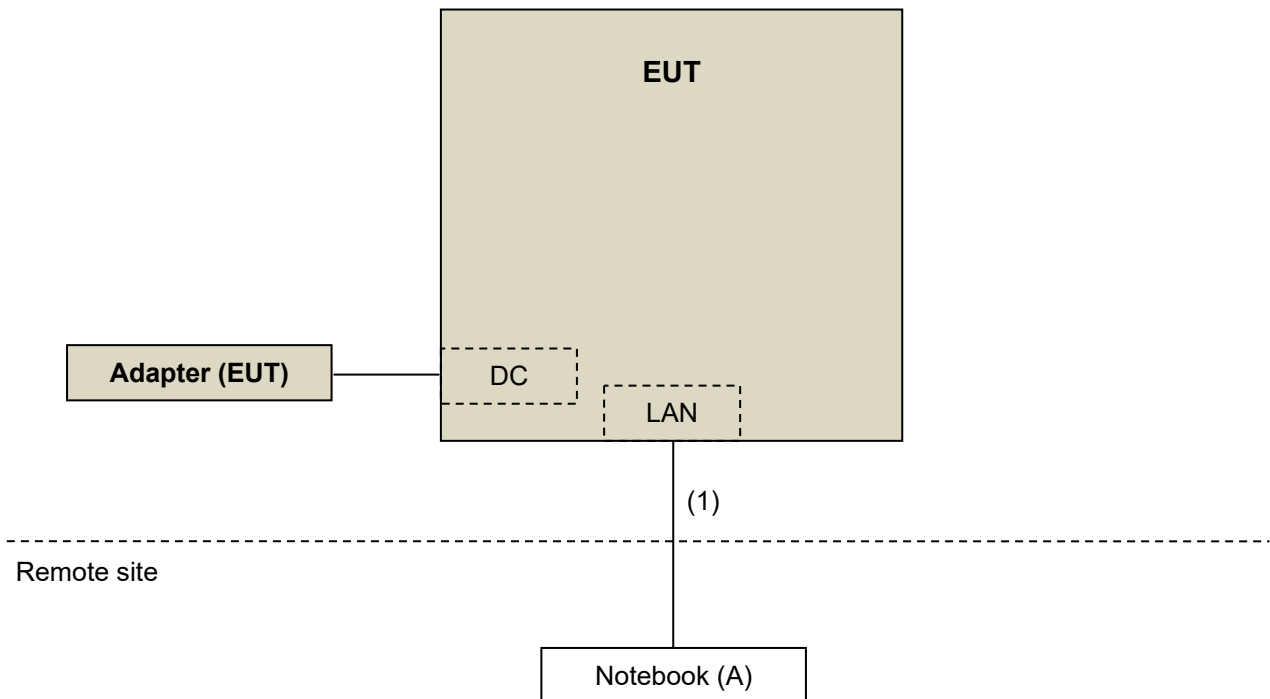 EUT
Adapter (EUT)
DC
LAN
(1)
Remote site
Notebook (A)